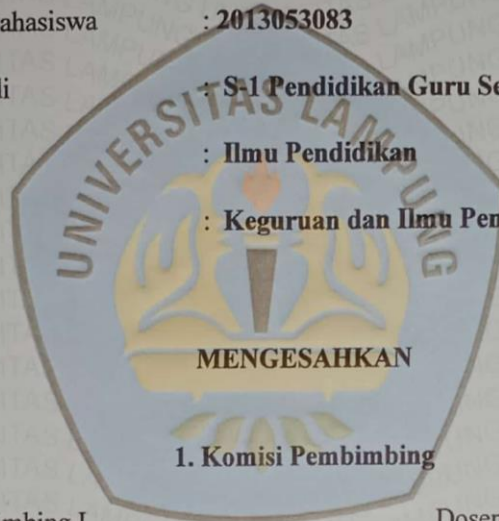 ahasiswa : 2013053083
di : S-1 Pendidikan Guru Se
: Ilmu Pendidikan
: Keguruan dan Ilmu Pen
UNIVERSITAS LAMPUNG
MENGESAHKAN
1. Komisi Pembimbing
mbing I Dosen